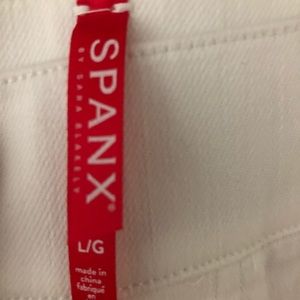 SPANX®
BY SARA BLAKELY
L/G
made in
china
fabriqué
en